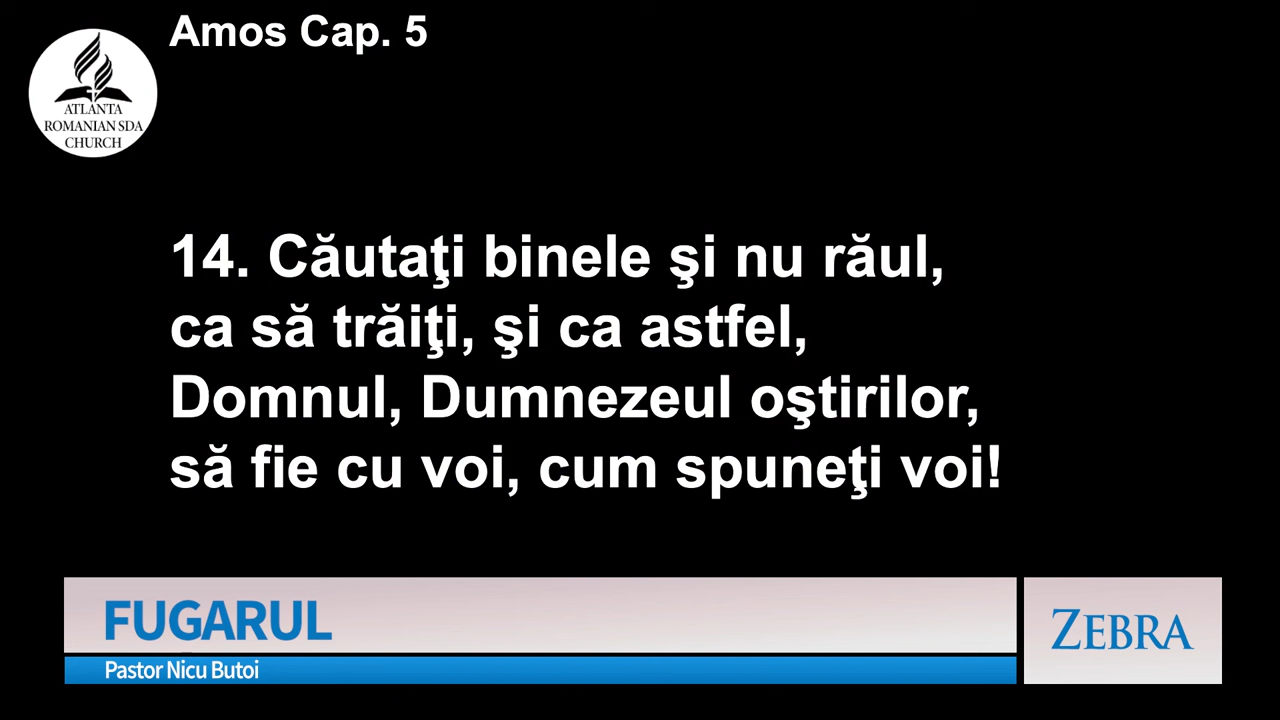 Amos Cap. 5
ATLANTA
ROMANIAN SDA
CHURCH
14. Căutaţi binele şi nu răul,
ca să trăiţi, şi ca astfel,
Domnul, Dumnezeul oştirilor,
să fie cu voi, cum spuneţi voi!
FUGARUL
Pastor Nicu Butoi
ZEBRA